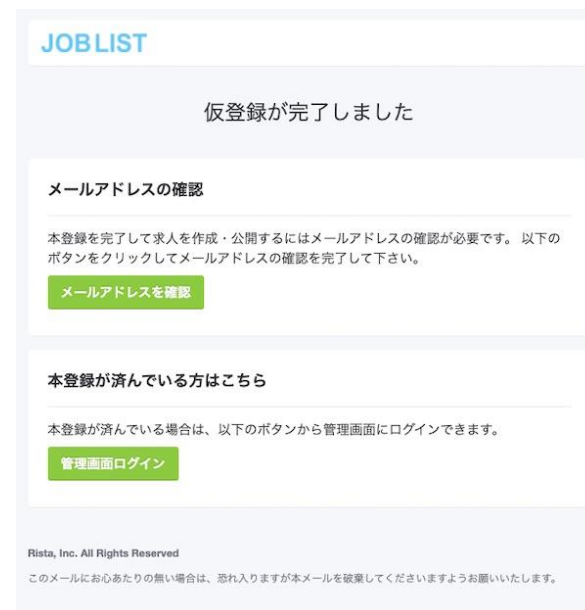 JOB LIST
仮登録が完了しました
メールアドレスの確認
本登録を完了して求人を作成・公開するにはメールアドレスの確認が必要です。 以下の
ボタンをクリックしてメールアドレスの確認を完了して下さい。
メールアドレスを確認
本登録が済んでいる方はこちら
本登録が済んでいる場合は、以下のボタンから管理画面にログインできます。
管理画面ログイン
Rista, Inc. All Rights Reserved
このメールにお心あたりの無い場合は、恐れ入りますが本メールを破棄してくださいますようお願いいたします。